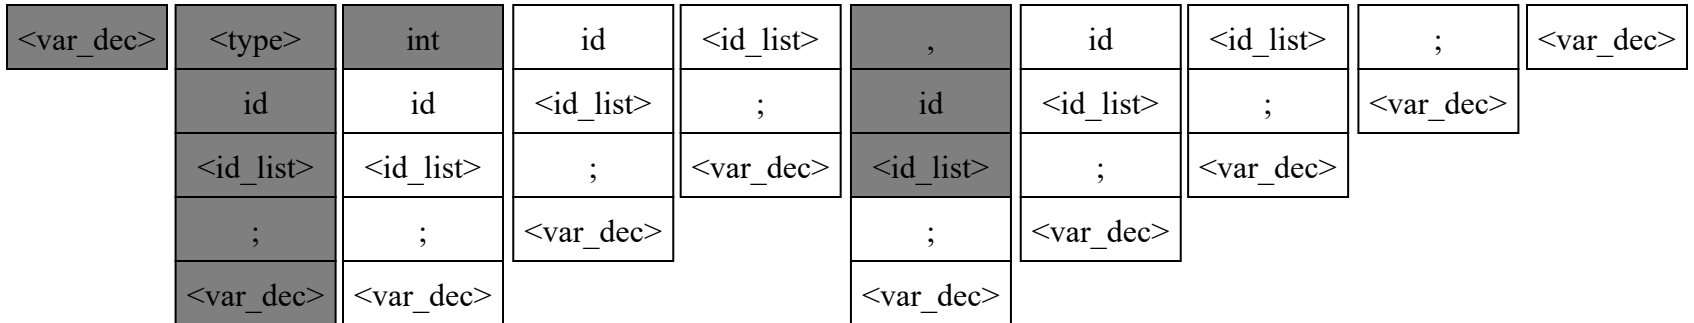 <var_dec> <type> int id <id_list> , id <id_list> ; <var_dec>
id id <id_list> ; id <id_list> ; <var_dec>
<id_list> <id_list> ; <var_dec> <id_list> ; <var_dec>
; ; <var_dec> ; <var_dec>
<var_dec> <var_dec> <var_dec>